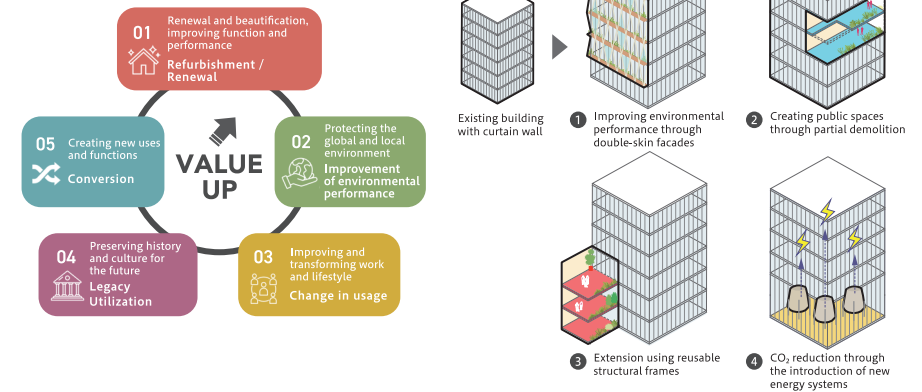 01
Renewal and beautification,
improving function and
performance
Refurbishment /
Renewal
02
Protecting the
global and local
environment
Improvement
of environmental
performance
03
Improving and
transforming work
and lifestyle
Change in usage
04
Preserving history
and culture for
the future
Legacy
Utilization
05
Creating new uses
and functions
Conversion
VALUE
UP
Existing building
with curtain wall
1 Improving environmental
performance through
double-skin facades
2 Creating public spaces
through partial demolition
3 Extension using reusable
structural frames
4 CO₂ reduction through
the introduction of new
energy systems